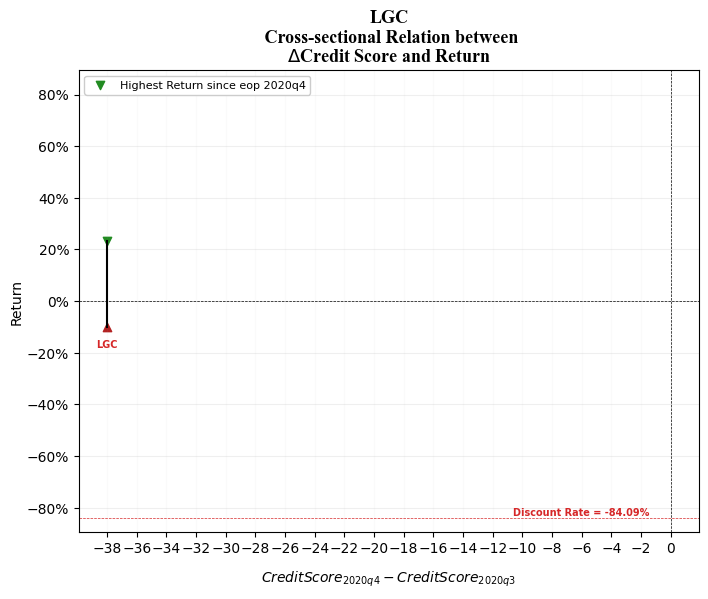 LGC
Cross-sectional Relation between
ΔCredit Score and Return
Highest Return since eop 2020q4
80%
60%
40%
20%
0%
−20%
−40%
−60%
−80%
Return
LGC
Discount Rate = -84.09%
−38 −36 −34 −32 −30 −28 −26 −24 −22 −20 −18 −16 −14 −12 −10 −8 −6 −4 −2 0
CreditScore2020q4 − CreditScore2020q3